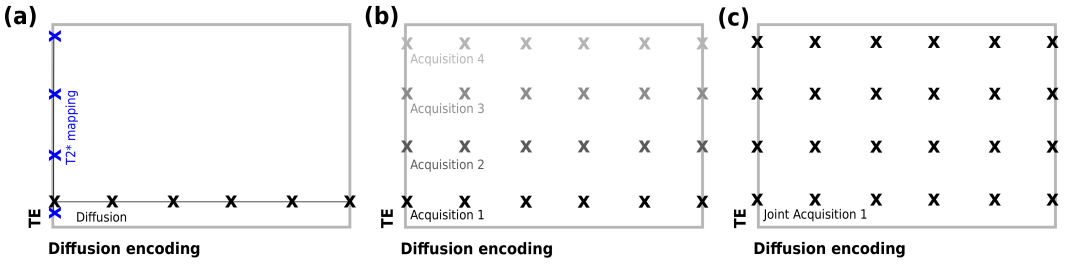 (a)
T2* mapping
Diffusion
TE
Diffusion encoding
(b)
Acquisition 4
Acquisition 3
Acquisition 2
Acquisition 1
Diffusion encoding
(c)
Joint Acquisition 1
TE
Diffusion encoding